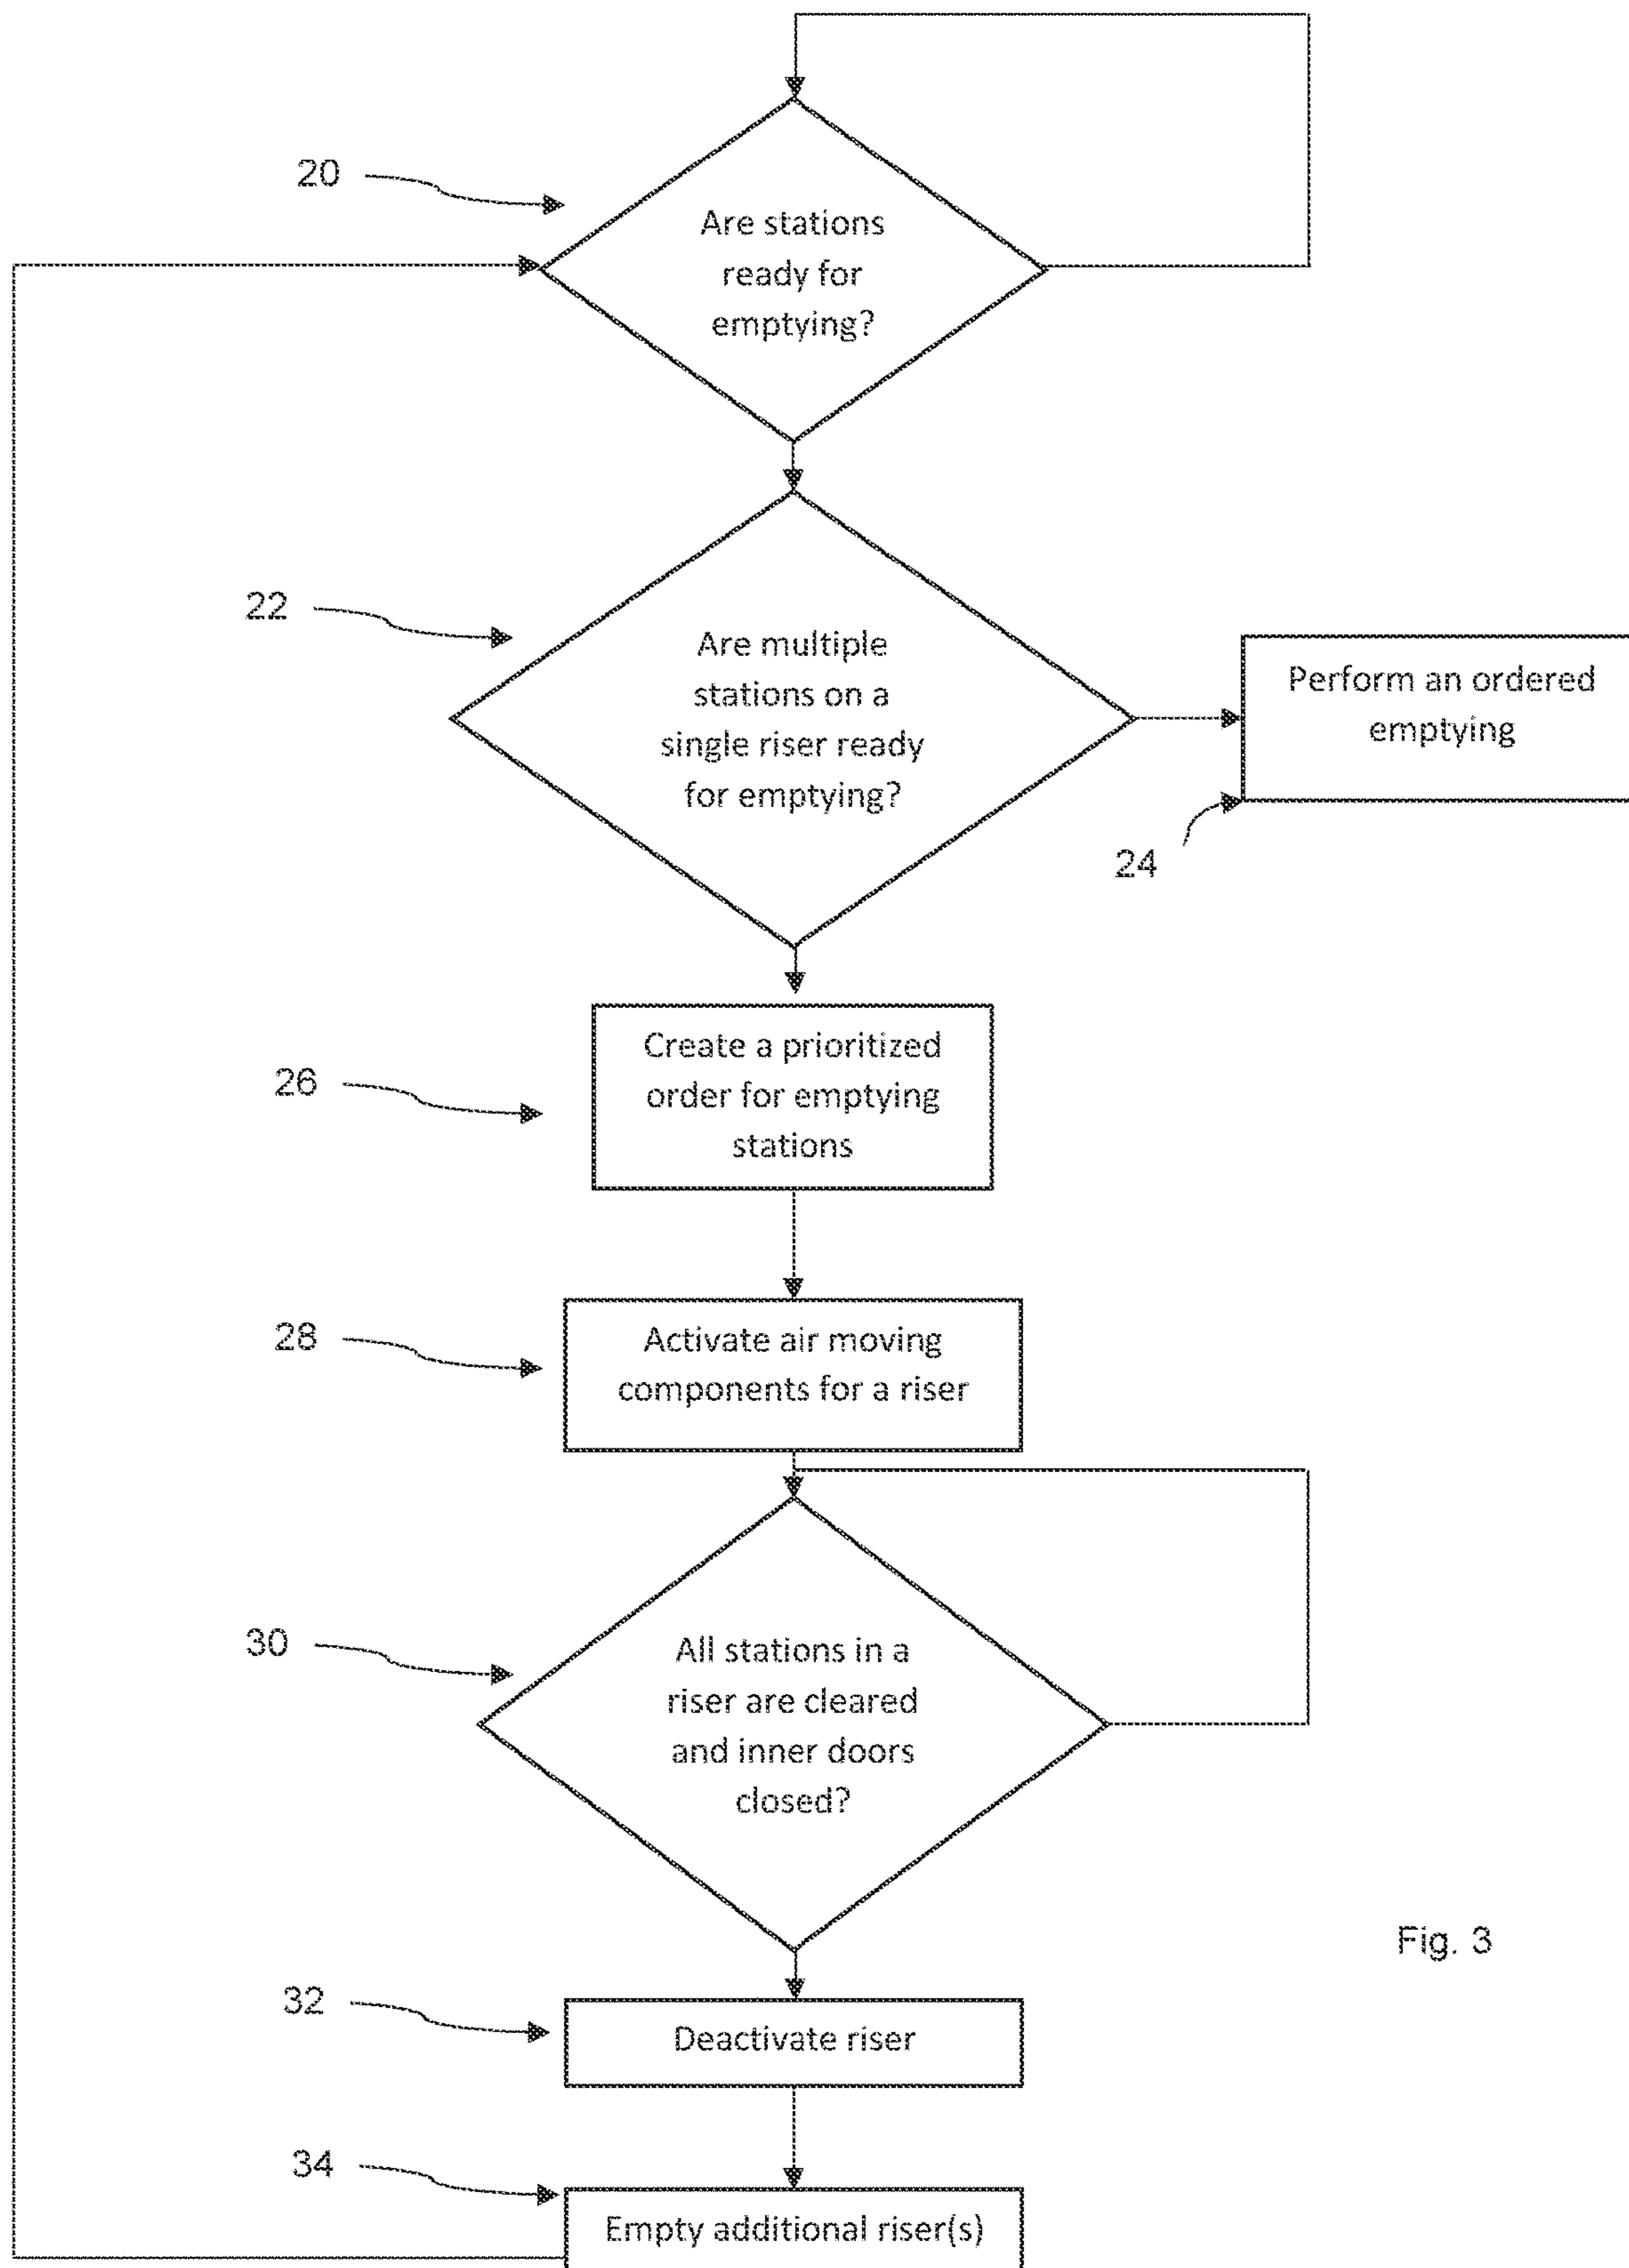 20
Are stations
ready for
emptying?
22
Are multiple
stations on a
single riser ready
for emptying?
Perform an ordered
emptying
24
26
Create a prioritized
order for emptying
stations
28
Activate air moving
components for a riser
30
All stations in a
riser are cleared
and inner doors
closed?
Fig. 3
32
Deactivate riser
34
Empty additional riser(s)